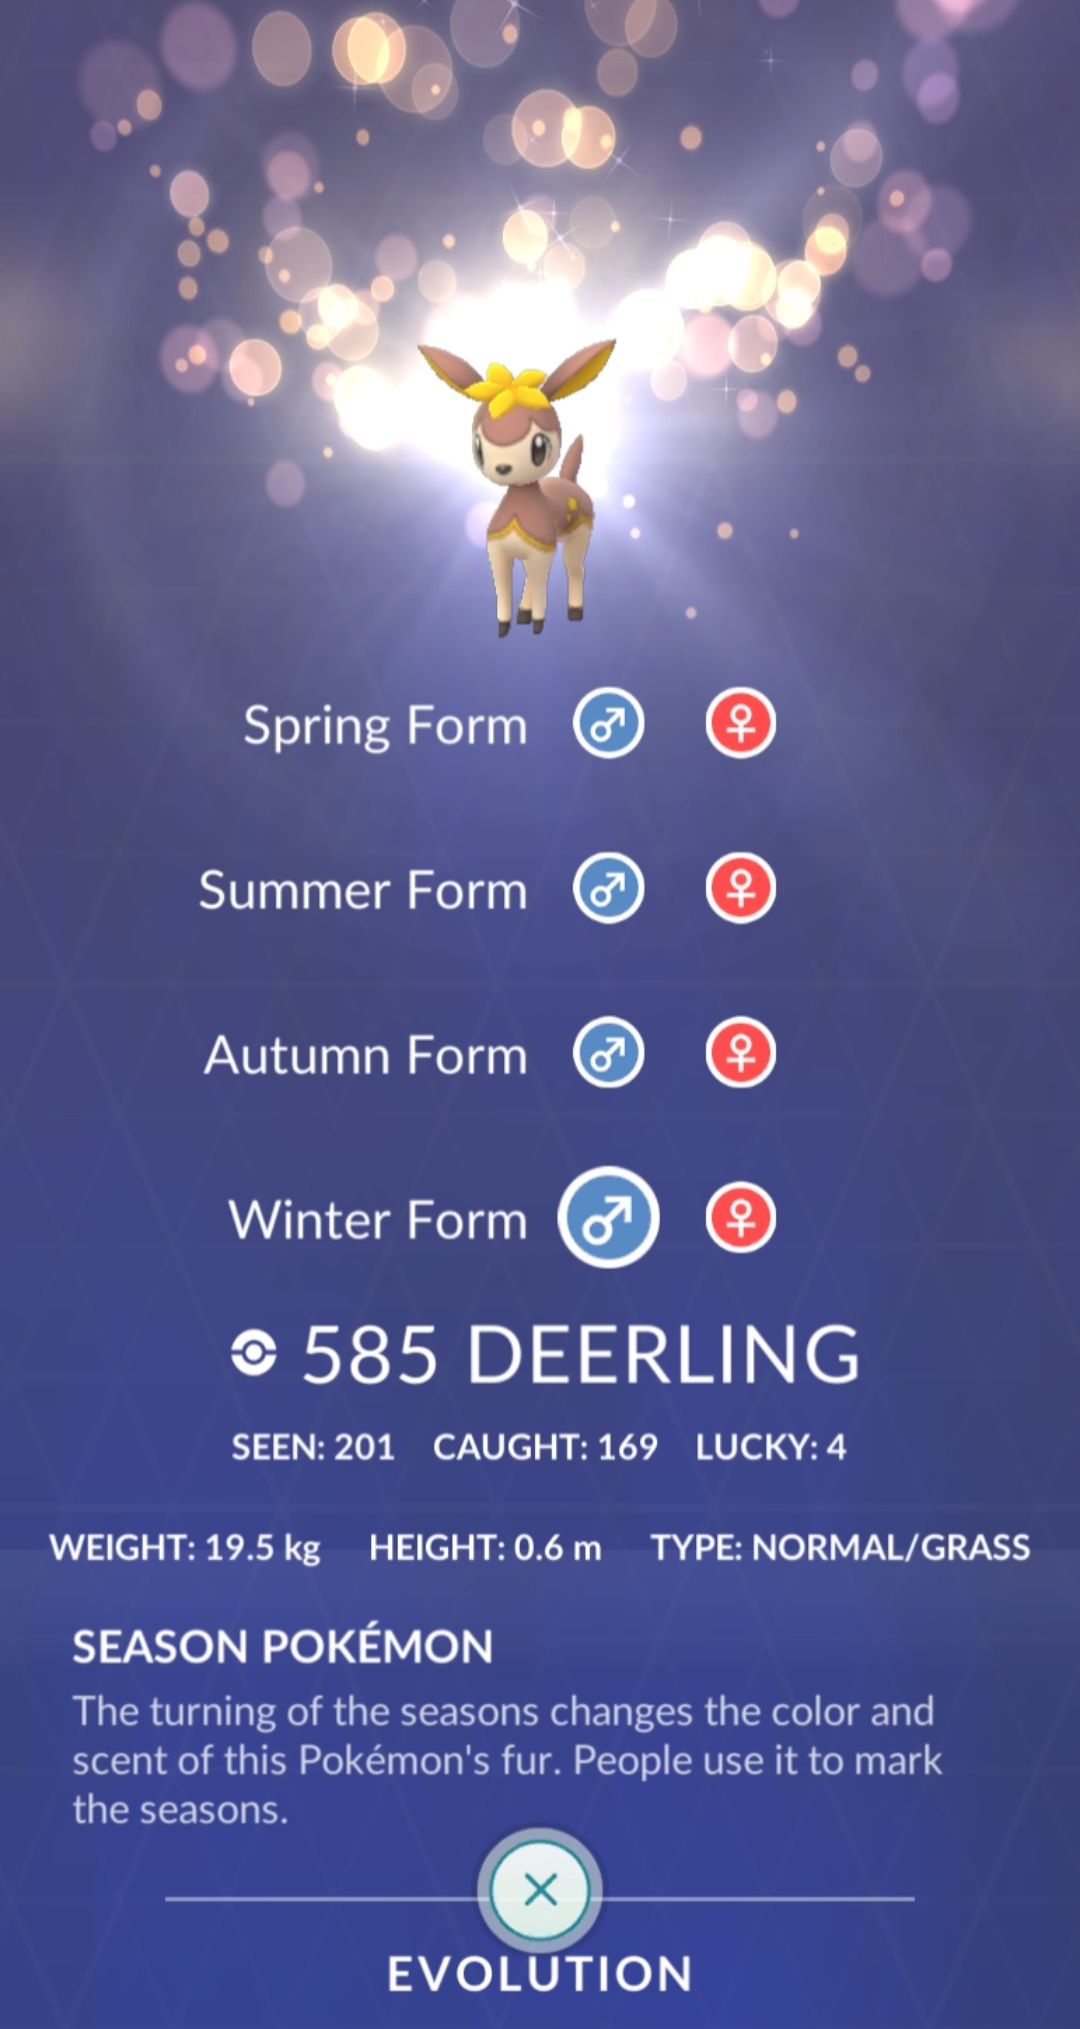 Spring Form
Summer Form
Autumn Form
Winter Form
585 DEERLING
SEEN: 201 CAUGHT: 169 LUCKY: 4
WEIGHT: 19.5 kg HEIGHT: 0.6 m TYPE: NORMAL/GRASS
SEASON POKÉMON
The turning of the seasons changes the color and
scent of this Pokémon's fur. People use it to mark
the seasons.
EVOLUTION